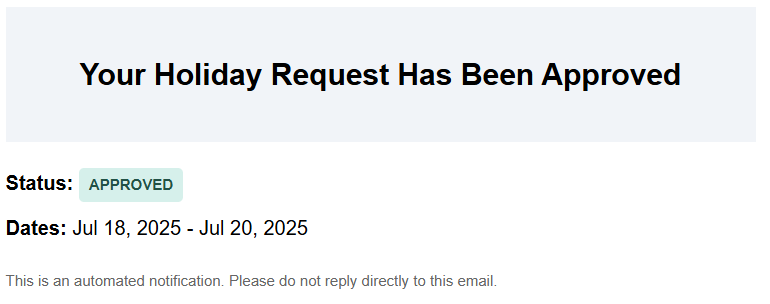 Your Holiday Request Has Been Approved
Status: APPROVED
Dates: Jul 18, 2025 - Jul 20, 2025
This is an automated notification. Please do not reply directly to this email.